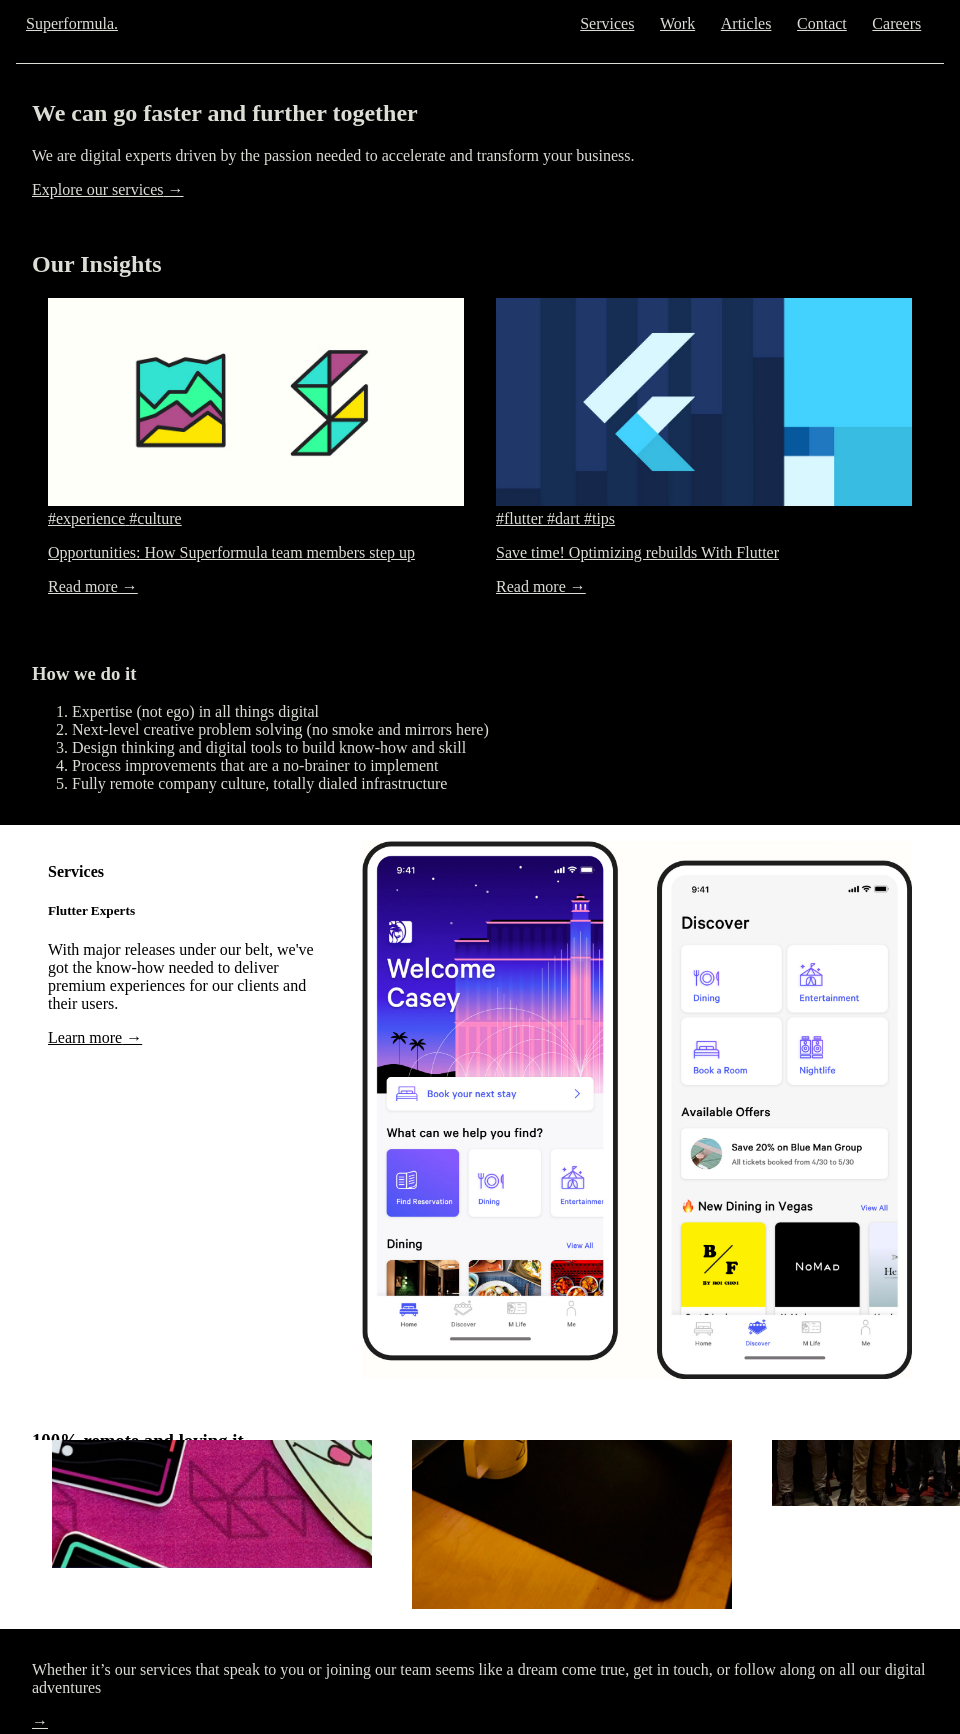 Superformula.
Services Work Articles Contact Careers
We can go faster and further together
We are digital experts driven by the passion needed to accelerate and transform your business.
Explore our services →
Our Insights
#experience #culture
Opportunities: How Superformula team members step up
Read more →
#flutter #dart #tips
Save time! Optimizing rebuilds With Flutter
Read more →
How we do it
1. Expertise (not ego) in all things digital
2. Next-level creative problem solving (no smoke and mirrors here)
3. Design thinking and digital tools to build know-how and skill
4. Process improvements that are a no-brainer to implement
5. Fully remote company culture, totally dialed infrastructure
Services
Flutter Experts
With major releases under our belt, we've
got the know-how needed to deliver
premium experiences for our clients and
their users.
Learn more →
9:41
Welcome
Casey
Book your next stay
What can we help you find?
Find Reservation
Dining
Entertainmen
Dining
View All
Home
Discover
M Life
Me
9:41
Discover
Dining
Entertainment
Book a Room
Nightlife
Available Offers
Save 20% on Blue Man Group
All tickets booked from 4/30 to 5/30
🔥 New Dining in Vegas
View All
B/F
BY ROI CHOI
NoMad
He
Home
Discover
M Life
Me
100% remote and loving it
Whether it’s our services that speak to you or joining our team seems like a dream come true, get in touch, or follow along on all our digital
adventures
→